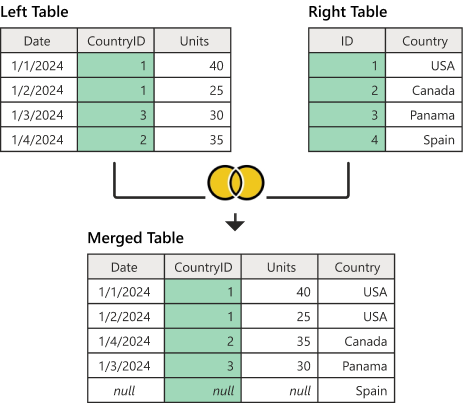 Left Table
Date CountryID Units
1/1/2024 1 40
1/2/2024 1 25
1/3/2024 3 30
1/4/2024 2 35
Right Table
ID Country
1 USA
2 Canada
3 Panama
4 Spain
Merged Table
Date CountryID Units Country
1/1/2024 1 40 USA
1/2/2024 1 25 USA
1/4/2024 2 35 Canada
1/3/2024 3 30 Panama
null null null Spain